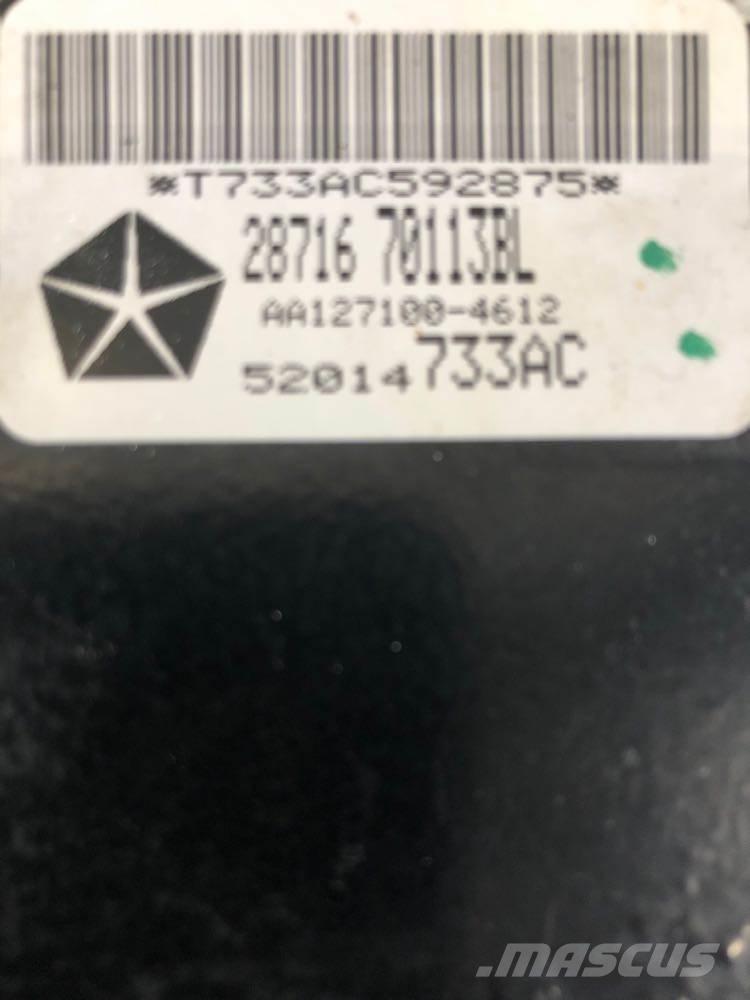 *T733AC592875*
28716 70113BL
AA127100-4612
52014733AC
MASCUS